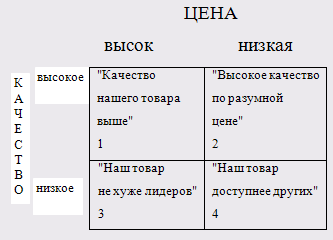 ЦЕНА
высок низкая
КАЧЕСТВО
высокое
"Качество
нашего товара
выше"
1
"Высокое качество
по разумной
цене"
2
низкое
"Наш товар
не хуже лидеров"
3
"Наш товар
доступнее других"
4